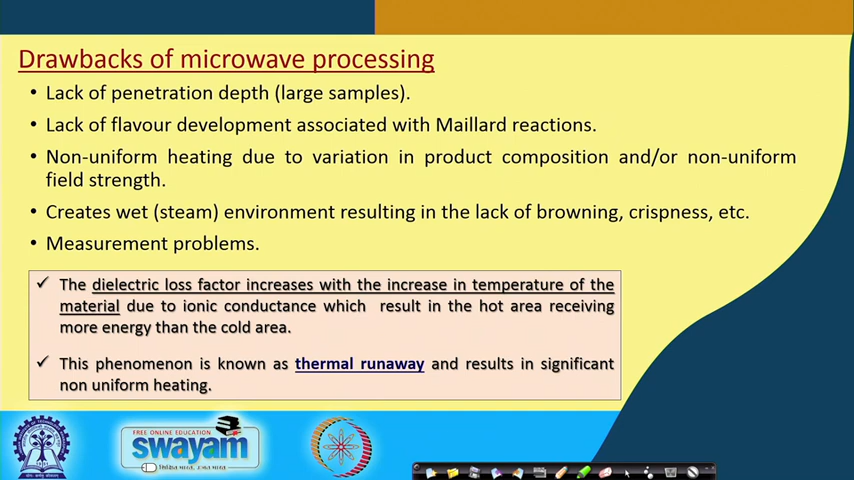 Drawbacks of microwave processing
• Lack of penetration depth (large samples).
• Lack of flavour development associated with Maillard reactions.
• Non-uniform heating due to variation in product composition and/or non-uniform
field strength.
• Creates wet (steam) environment resulting in the lack of browning, crispness, etc.
• Measurement problems.
✓ The dielectric loss factor increases with the increase in temperature of the
material due to ionic conductance which result in the hot area receiving
more energy than the cold area.
✓ This phenomenon is known as thermal runaway and results in significant
non uniform heating.
FREE ONLINE EDUCATION
swayam